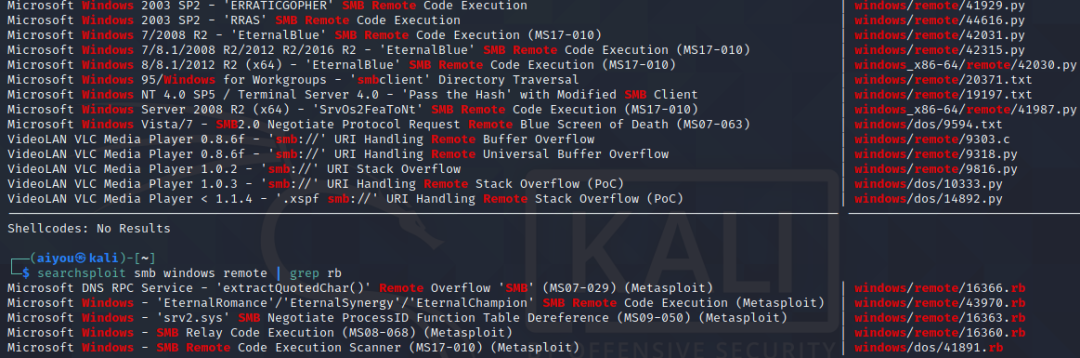 Microsoft Windows 2003 SP2 - 'ERRATICGOPHER' SMB Remote Code Execution | windows/remote/41929.py
Microsoft Windows 2003 SP2 - 'RRAS' SMB Remote Code Execution | windows/remote/44616.py
Microsoft Windows 7/2008 R2 - 'EternalBlue' SMB Remote Code Execution (MS17-010) | windows/remote/42031.py
Microsoft Windows 7/8.1/2008 R2/2012 R2/2016 R2 - 'EternalBlue' SMB Remote Code Execution (MS17-010) | windows/remote/42315.py
Microsoft Windows 8/8.1/2012 R2 (x64) - 'EternalBlue' SMB Remote Code Execution (MS17-010) | windows_x86-64/remote/42030.py
Microsoft Windows 95/Windows for Workgroups - 'smbclient' Directory Traversal | windows/remote/20371.txt
Microsoft Windows NT 4.0 SP5 / Terminal Server 4.0 - 'Pass the Hash' with Modified SMB Client | windows/remote/19197.txt
Microsoft Windows Server 2008 R2 (x64) - 'SrvOs2FeaToNt' SMB Remote Code Execution (MS17-010) | windows_x86-64/remote/41987.py
Microsoft Windows Vista/7 - SMB2.0 Negotiate Protocol Request Remote Blue Screen of Death (MS07-063) | windows/dos/9594.txt
VideoLAN VLC Media Player 0.8.6f - 'smb://' URI Handling Remote Buffer Overflow | windows/remote/9303.c
VideoLAN VLC Media Player 0.8.6f - 'smb://' URI Handling Remote Universal Buffer Overflow | windows/remote/9318.py
VideoLAN VLC Media Player 1.0.2 - 'smb://' URI Stack Overflow | windows/remote/9816.py
VideoLAN VLC Media Player 1.0.3 - 'smb://' URI Handling Remote Stack Overflow (PoC) | windows/dos/10333.py
VideoLAN VLC Media Player < 1.1.4 - '.xspf smb://' URI Handling Remote Stack Overflow (PoC) | windows/dos/14892.py
Shellcodes: No Results
┌──(aiyou㉿kali)-[~]
└─$ searchsploit smb windows remote | grep rb
Microsoft DNS RPC Service - 'extractQuotedChar()' Remote Overflow 'SMB' (MS07-029) (Metasploit) | windows/remote/16366.rb
Microsoft Windows - 'EternalRomance'/'EternalSynergy'/'EternalChampion' SMB Remote Code Execution (Metasploit) | windows/remote/43970.rb
Microsoft Windows - 'srv2.sys' SMB Negotiate ProcessID Function Table Dereference (MS09-050) (Metasploit) | windows/remote/16363.rb
Microsoft Windows - SMB Relay Code Execution (MS08-068) (Metasploit) | windows/remote/16360.rb
Microsoft Windows - SMB Remote Code Execution Scanner (MS17-010) (Metasploit) | windows/dos/41891.rb
KALI
OFFENSIVE SECURITY